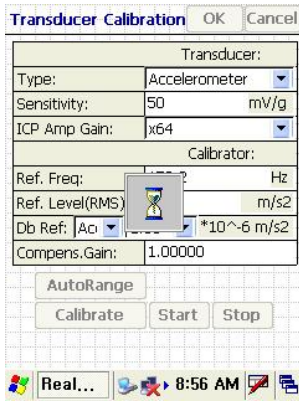 Transducer Calibration OK Cancel
Transducer:
Type: Accelerometer
Sensitivity: 50 mV/g
ICP Amp Gain: x64
Calibrator:
Ref. Freq: Hz
Ref. Level(RMS) m/s2
Db Ref: *10^-6 m/s2
Compens.Gain: 1.00000
AutoRange
Calibrate Start Stop
Real... 8:56 AM